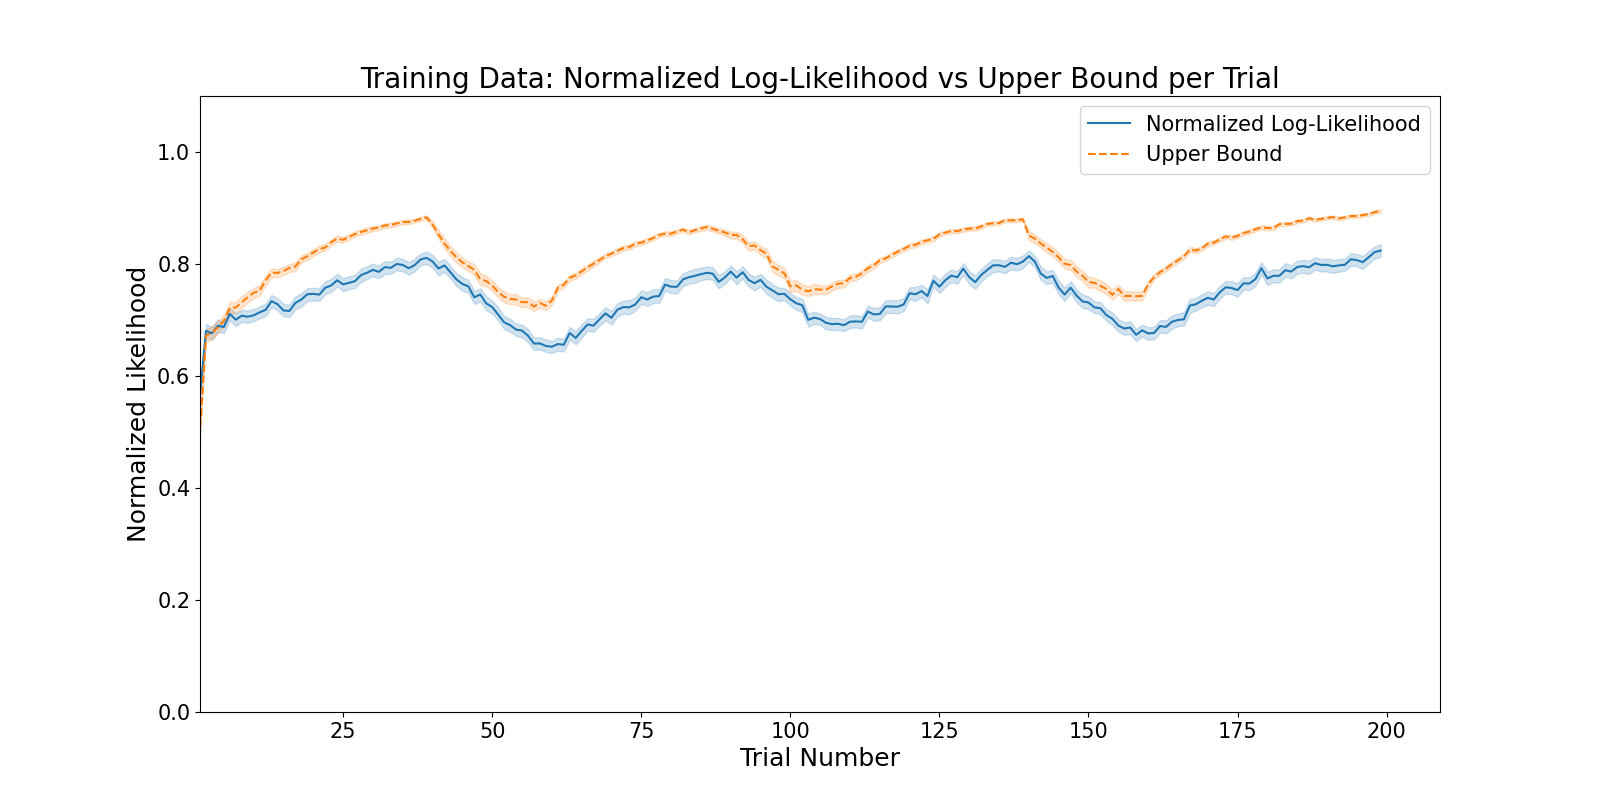 Training Data: Normalized Log-Likelihood vs Upper Bound per Trial
Normalized Log-Likelihood
Upper Bound
Normalized Likelihood
1.0
0.8
0.6
0.4
0.2
0.0
25 50 75 100 125 150 175 200
Trial Number